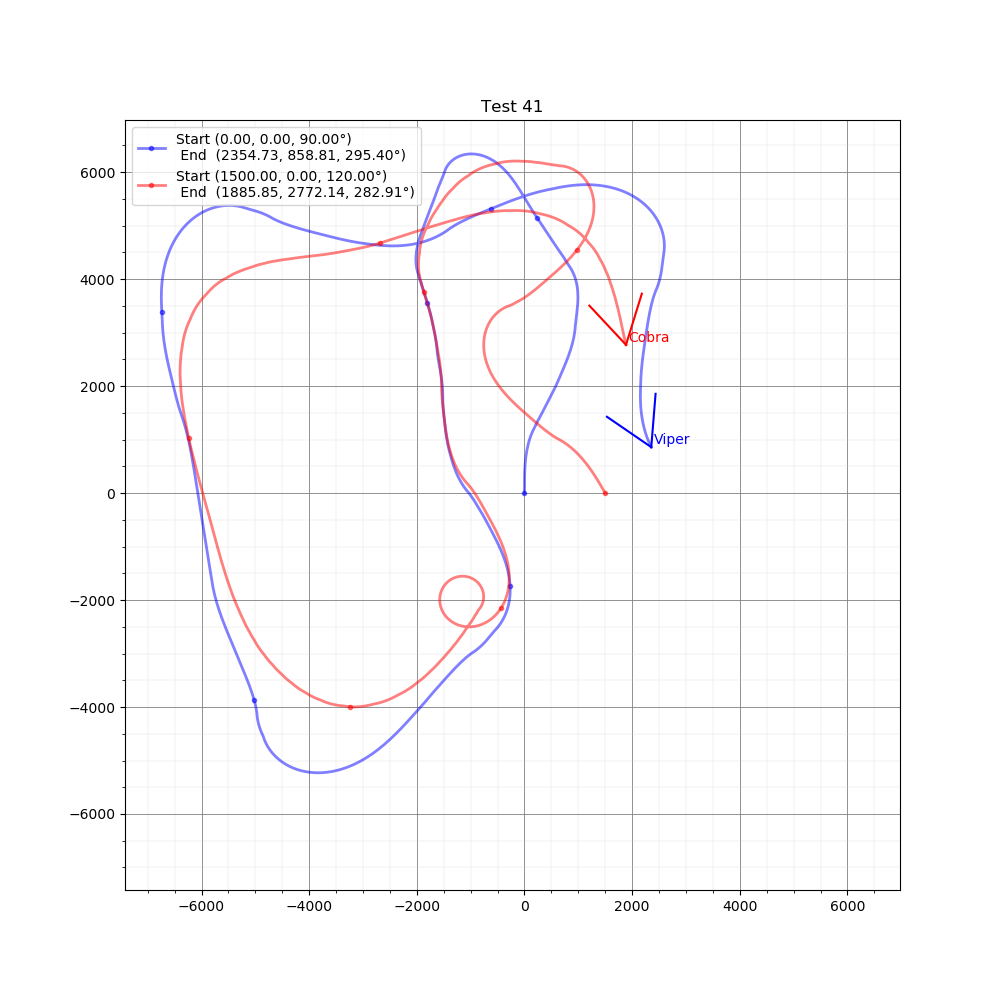 Test 41
Start (0.00, 0.00, 90.00°)
End  (2354.73, 858.81, 295.40°)
Start (1500.00, 0.00, 120.00°)
End  (1885.85, 2772.14, 282.91°)
6000
4000
2000
0
−2000
−4000
−6000
Cobra
Viper
−6000 −4000 −2000 0 2000 4000 6000